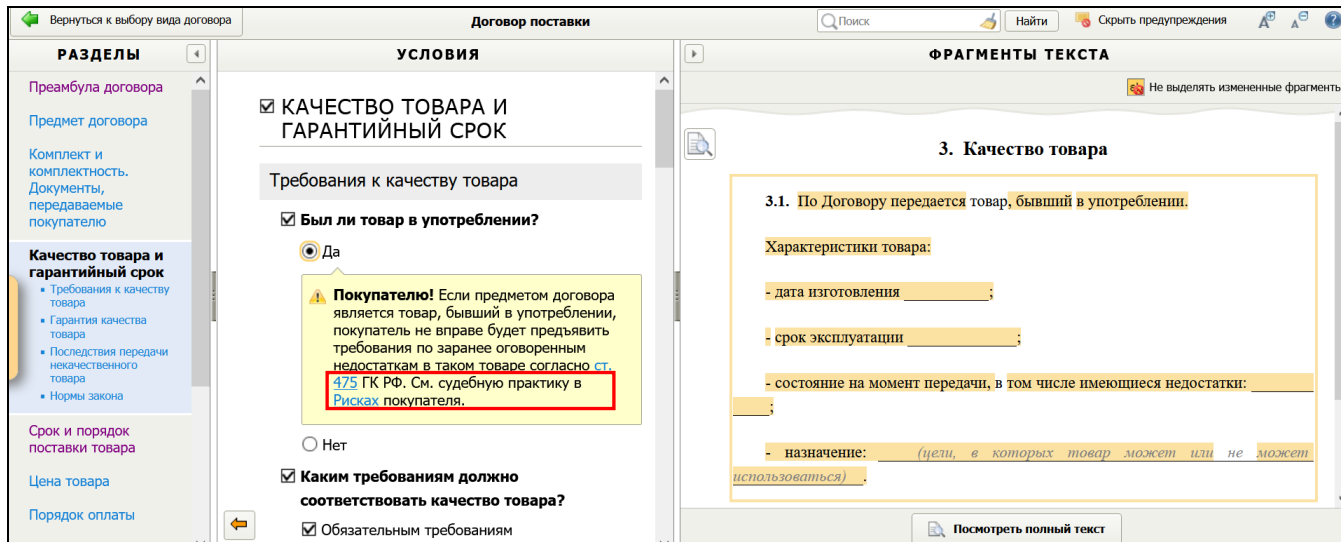 Вернуться к выбору вида договора
Договор поставки
Поиск
Найти
Скрыть предупреждения
РАЗДЕЛЫ
Преамбула договора
Предмет договора
Комплект и
комплектность.
Документы,
передаваемые
покупателю
Качество товара и
гарантийный срок
Требования к качеству
товара
Гарантия качества
товара
Последствия передачи
некачественного
товара
Нормы закона
Срок и порядок
поставки товара
Цена товара
Порядок оплаты
УСЛОВИЯ
КАЧЕСТВО ТОВАРА И
ГАРАНТИЙНЫЙ СРОК
Требования к качеству товара
Был ли товар в употреблении?
Да
Покупателю! Если предметом договора
является товар, бывший в употреблении,
покупатель не вправе будет предъявить
требования по заранее оговоренным
недостаткам в таком товаре согласно ст.
475 ГК РФ. См. судебную практику в
Рисках покупателя.
Нет
Каким требованиям должно
соответствовать качество товара?
Обязательным требованиям
ФРАГМЕНТЫ ТЕКСТА
Не выделять измененные фрагменты
3. Качество товара
3.1. По Договору передается товар, бывший в употреблении.
Характеристики товара:
- дата изготовления ___________;
- срок эксплуатации ______________;
- состояние на момент передачи, в том числе имеющиеся недостатки: ________
_____;
- назначение: ____(цели, в которых товар может или не может
использоваться)__.
Посмотреть полный текст